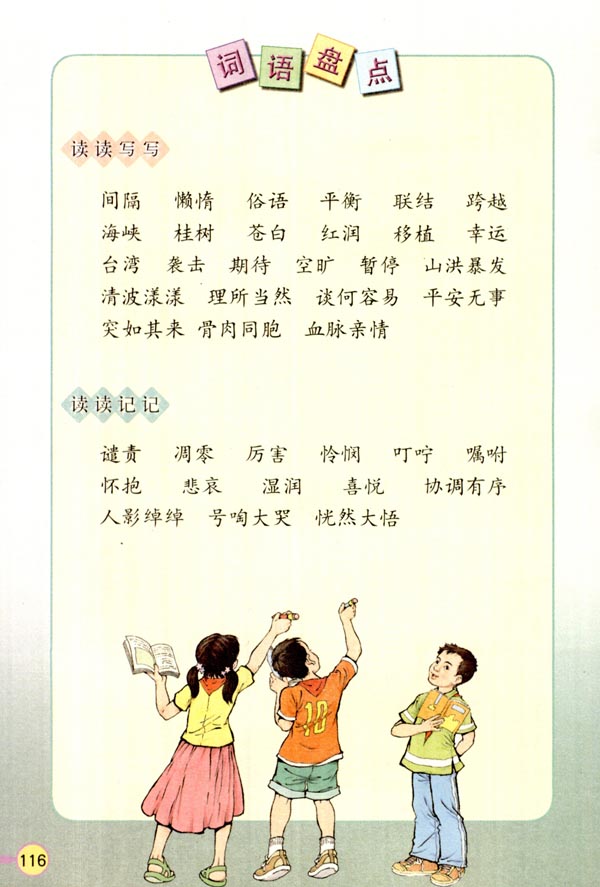 词语盘点
读读写写
间隔 懒惰 俗语 平衡 联结 跨越
海峡 桂树 苍白 红润 移植 幸运
台湾 袭击 期待 空旷 暂停 山洪暴发
清波漾漾 理所当然 谈何容易 平安无事
突如其来 骨肉同胞 血脉亲情
读读记记
谴责 凋零 厉害 怜悯 叮咛 嘱咐
怀抱 悲哀 湿润 喜悦 协调有序
人影绰绰 号啕大哭 恍然大悟
10
116